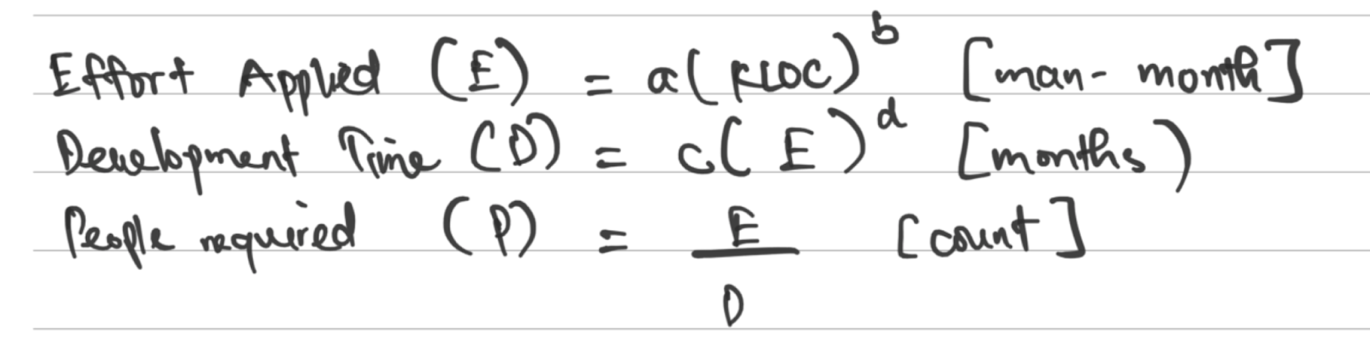 Effort Applied (E) = a(KLOC)^b [man-month]
Development Time (D) = c(E)^d [months)
People required (P) = E/D [count]